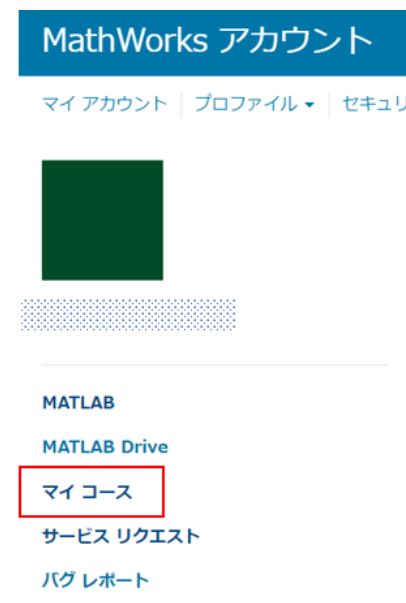 MathWorks アカウント
マイ アカウント プロファイル セキュリ
MATLAB
MATLAB Drive
マイ コース
サービス リクエスト
バグ レポート